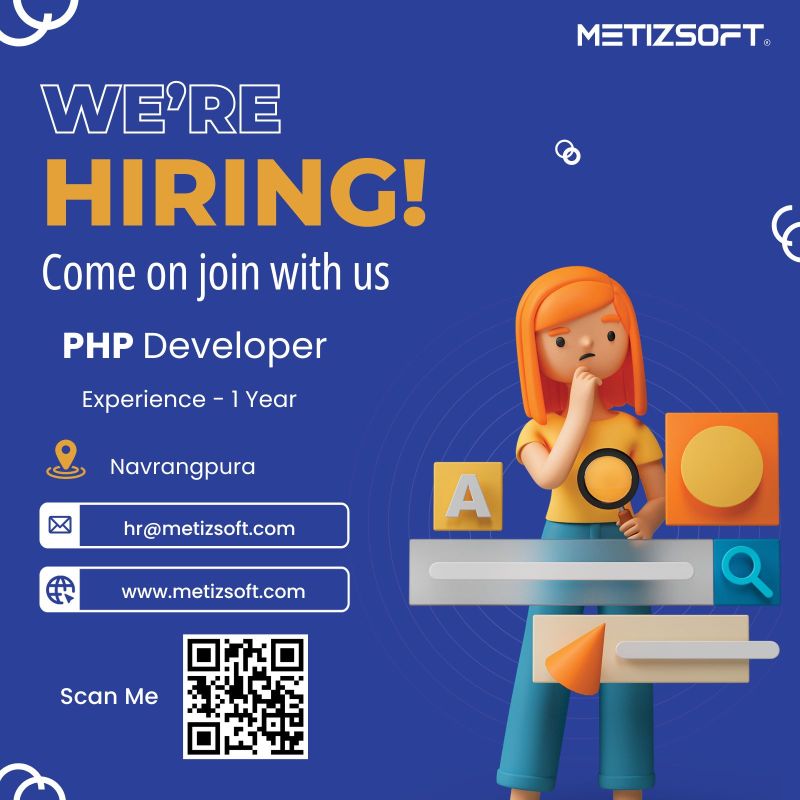 METIZSOFT®
WE'RE
HIRING!
Come on join with us
PHP Developer
Experience - 1 Year
Navrangpura
hr@metizsoft.com
www.metizsoft.com
Scan Me
A